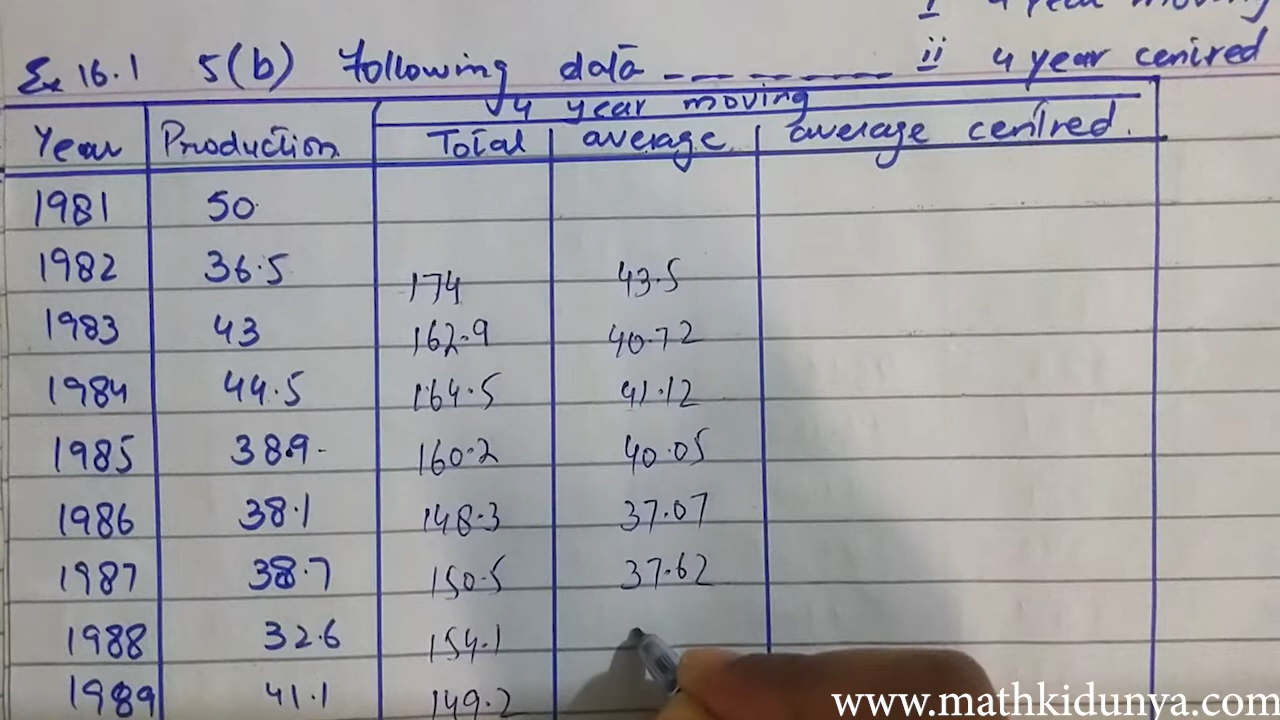 i 4 year moving
Ex 16.1 5(b) following data ---------- ii 4 year centred
4 year moving
Year Production Total average average centred.
1981 50
1982 36.5 174 43.5
1983 43 162.9 40.72
1984 44.5 164.5 41.12
1985 38.9 160.2 40.05
1986 38.1 148.3 37.07
1987 38.7 150.5 37.62
1988 32.6 154.1
1989 41.1 149.2
www.mathkidunya.com